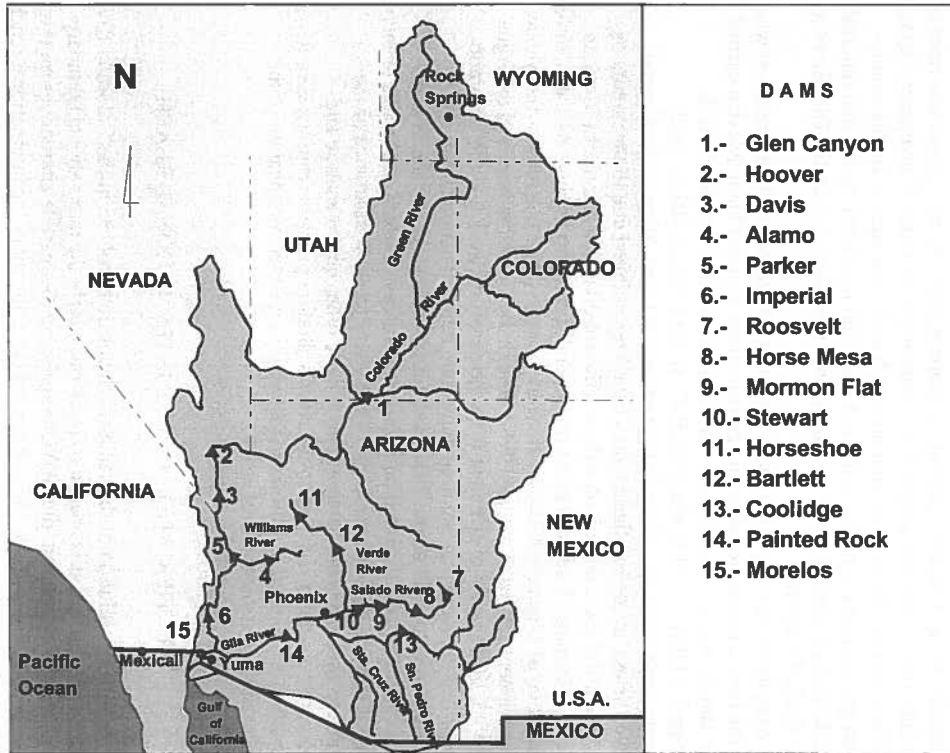 N
Rock
Springs
WYOMING
UTAH
Green River
NEVADA
COLORADO
Colorado
River
1
ARIZONA
2
CALIFORNIA
3
11
NEW
MEXICO
Williams
River
12
Verde
River
5
4
7
Phoenix
Salado River
8
6
10
9
15
Gila River
14
13
Mexicali
Yuma
Sta. Cruz River
Sn. Pedro River
Pacific
Ocean
Gulf
of
California
U.S.A.
MEXICO
DAMS
1.- Glen Canyon
2.- Hoover
3.- Davis
4.- Alamo
5.- Parker
6.- Imperial
7.- Roosvelt
8.- Horse Mesa
9.- Mormon Flat
10.- Stewart
11.- Horseshoe
12.- Bartlett
13.- Coolidge
14.- Painted Rock
15.- Morelos